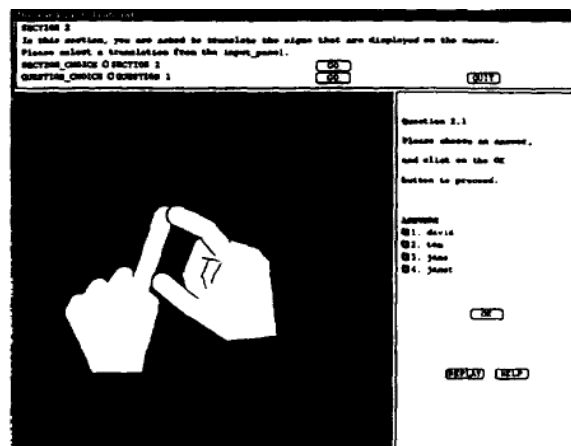 SECTION 2
In this section, you are asked to translate the signs that are displayed on the canvas.
Please select a translation from the input_panel.
SECTION_CHOICE SECTION 2 GO
QUESTION_CHOICE QUESTION 1 GO QUIT
Question 2.1
Please choose an answer,
and click on the OK
button to proceed.
Answers
1. david
2. tom
3. jane
4. janet
OK
REPLAY HELP